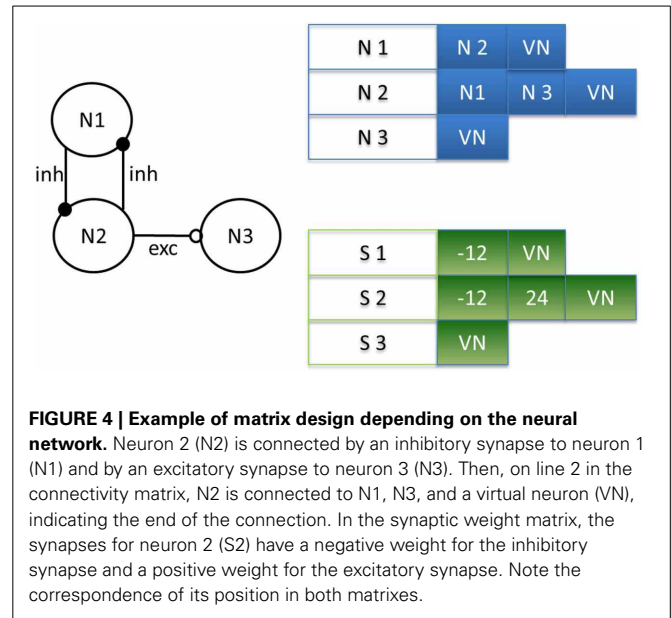 N1
inh
inh
N2
exc
N3
N 1 N 2 VN
N 2 N1 N 3 VN
N 3 VN
S 1 -12 VN
S 2 -12 24 VN
S 3 VN
FIGURE 4 | Example of matrix design depending on the neural
network. Neuron 2 (N2) is connected by an inhibitory synapse to neuron 1
(N1) and by an excitatory synapse to neuron 3 (N3). Then, on line 2 in the
connectivity matrix, N2 is connected to N1, N3, and a virtual neuron (VN),
indicating the end of the connection. In the synaptic weight matrix, the
synapses for neuron 2 (S2) have a negative weight for the inhibitory
synapse and a positive weight for the excitatory synapse. Note the
correspondence of its position in both matrixes.